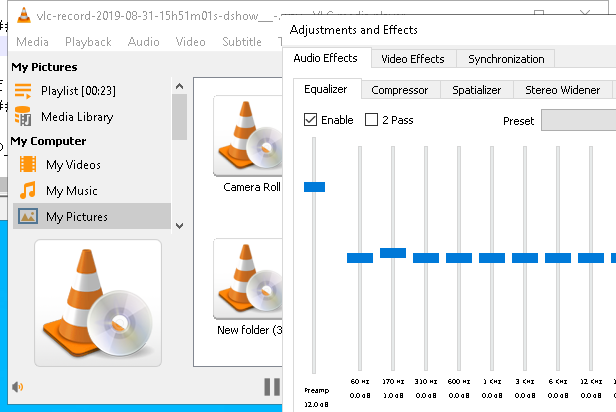 vlc-record-2019-08-31-15h51m01s-dshow__-.
Media Playback Audio Video Subtitle
My Pictures
Playlist [00:23]
Media Library
My Computer
My Videos
My Music
My Pictures
Camera Roll
New folder (3
Adjustments and Effects
Audio Effects Video Effects Synchronization
Equalizer Compressor Spatializer Stereo Widener
Enable 2 Pass Preset
60 Hz 170 Hz 310 Hz 600 Hz 1 KHz 3 KHz 6 KHz 12 KHz
Preamp 0.0 dB 1.0 dB 0.0 dB 0.0 dB 0.0 dB 0.0 dB 0.0 dB 0.0 dB
12.0 dB